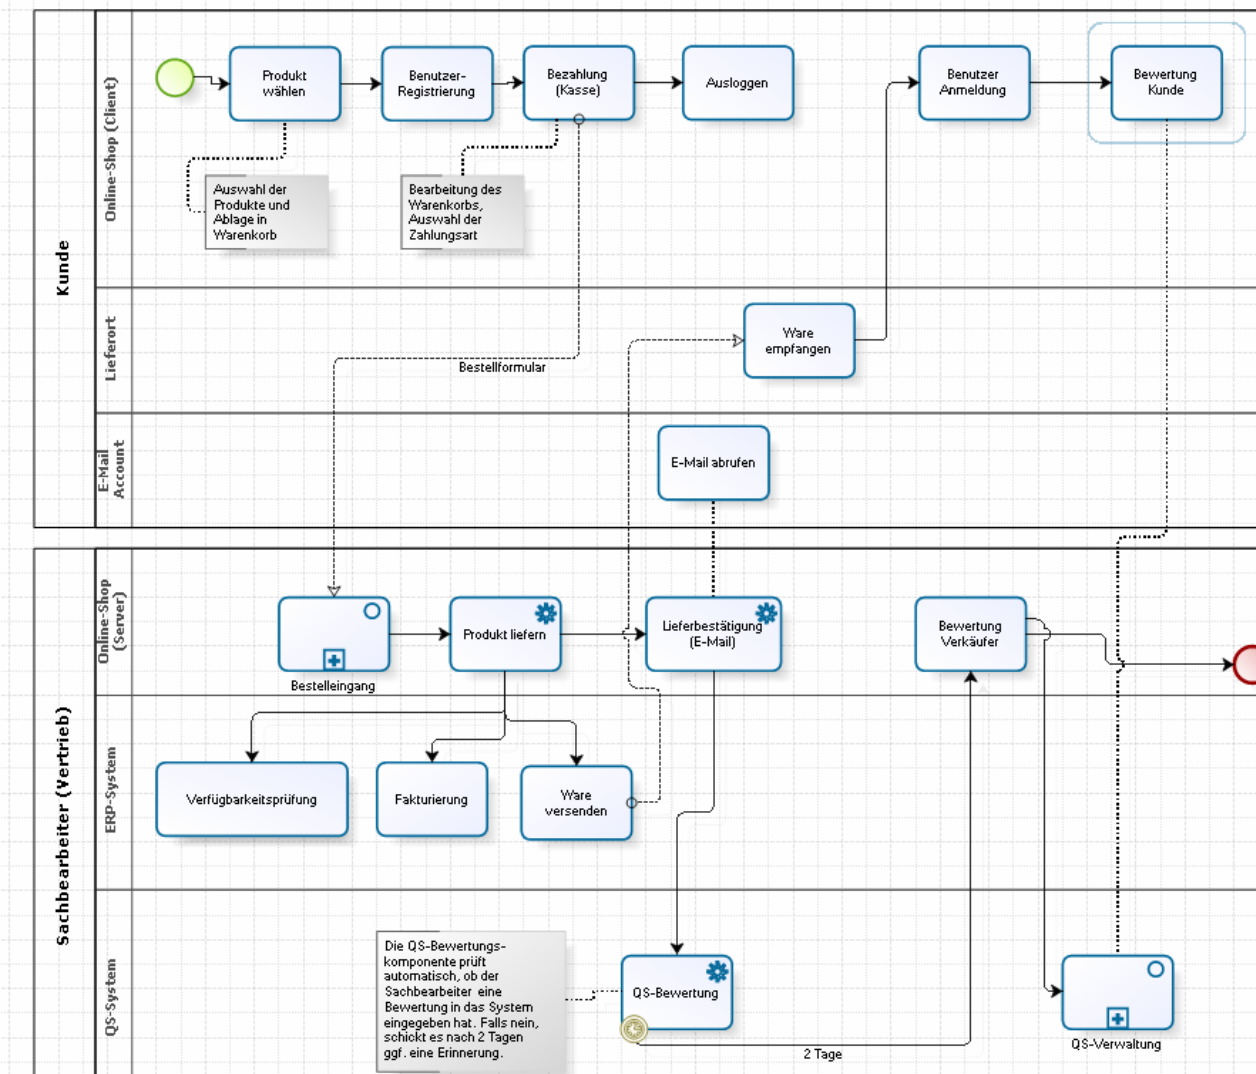 Kunde
Online-Shop (Client)
Produkt
wählen
Benutzer-
Registrierung
Bezahlung
(Kasse)
Ausloggen
Benutzer
Anmeldung
Bewertung
Kunde
Auswahl der
Produkte und
Ablage in
Warenkorb
Bearbeitung des
Warenkorbs,
Auswahl der
Zahlungsart
Lieferort
Ware
empfangen
Bestellformular
E-Mail
Account
E-Mail abrufen
Sachbearbeiter (Vertrieb)
Online-Shop
(Server)
Bestelleingang
Produkt liefern
Lieferbestätigung
(E-Mail)
Bewertung
Verkäufer
ERP-System
Verfügbarkeitsprüfung
Fakturierung
Ware
versenden
QS-System
Die QS-Bewertungs-
komponente prüft
automatisch, ob der
Sachbearbeiter eine
Bewertung in das System
eingegeben hat. Falls nein,
schickt es nach 2 Tagen
ggf. eine Erinnerung.
QS-Bewertung
2 Tage
QS-Verwaltung